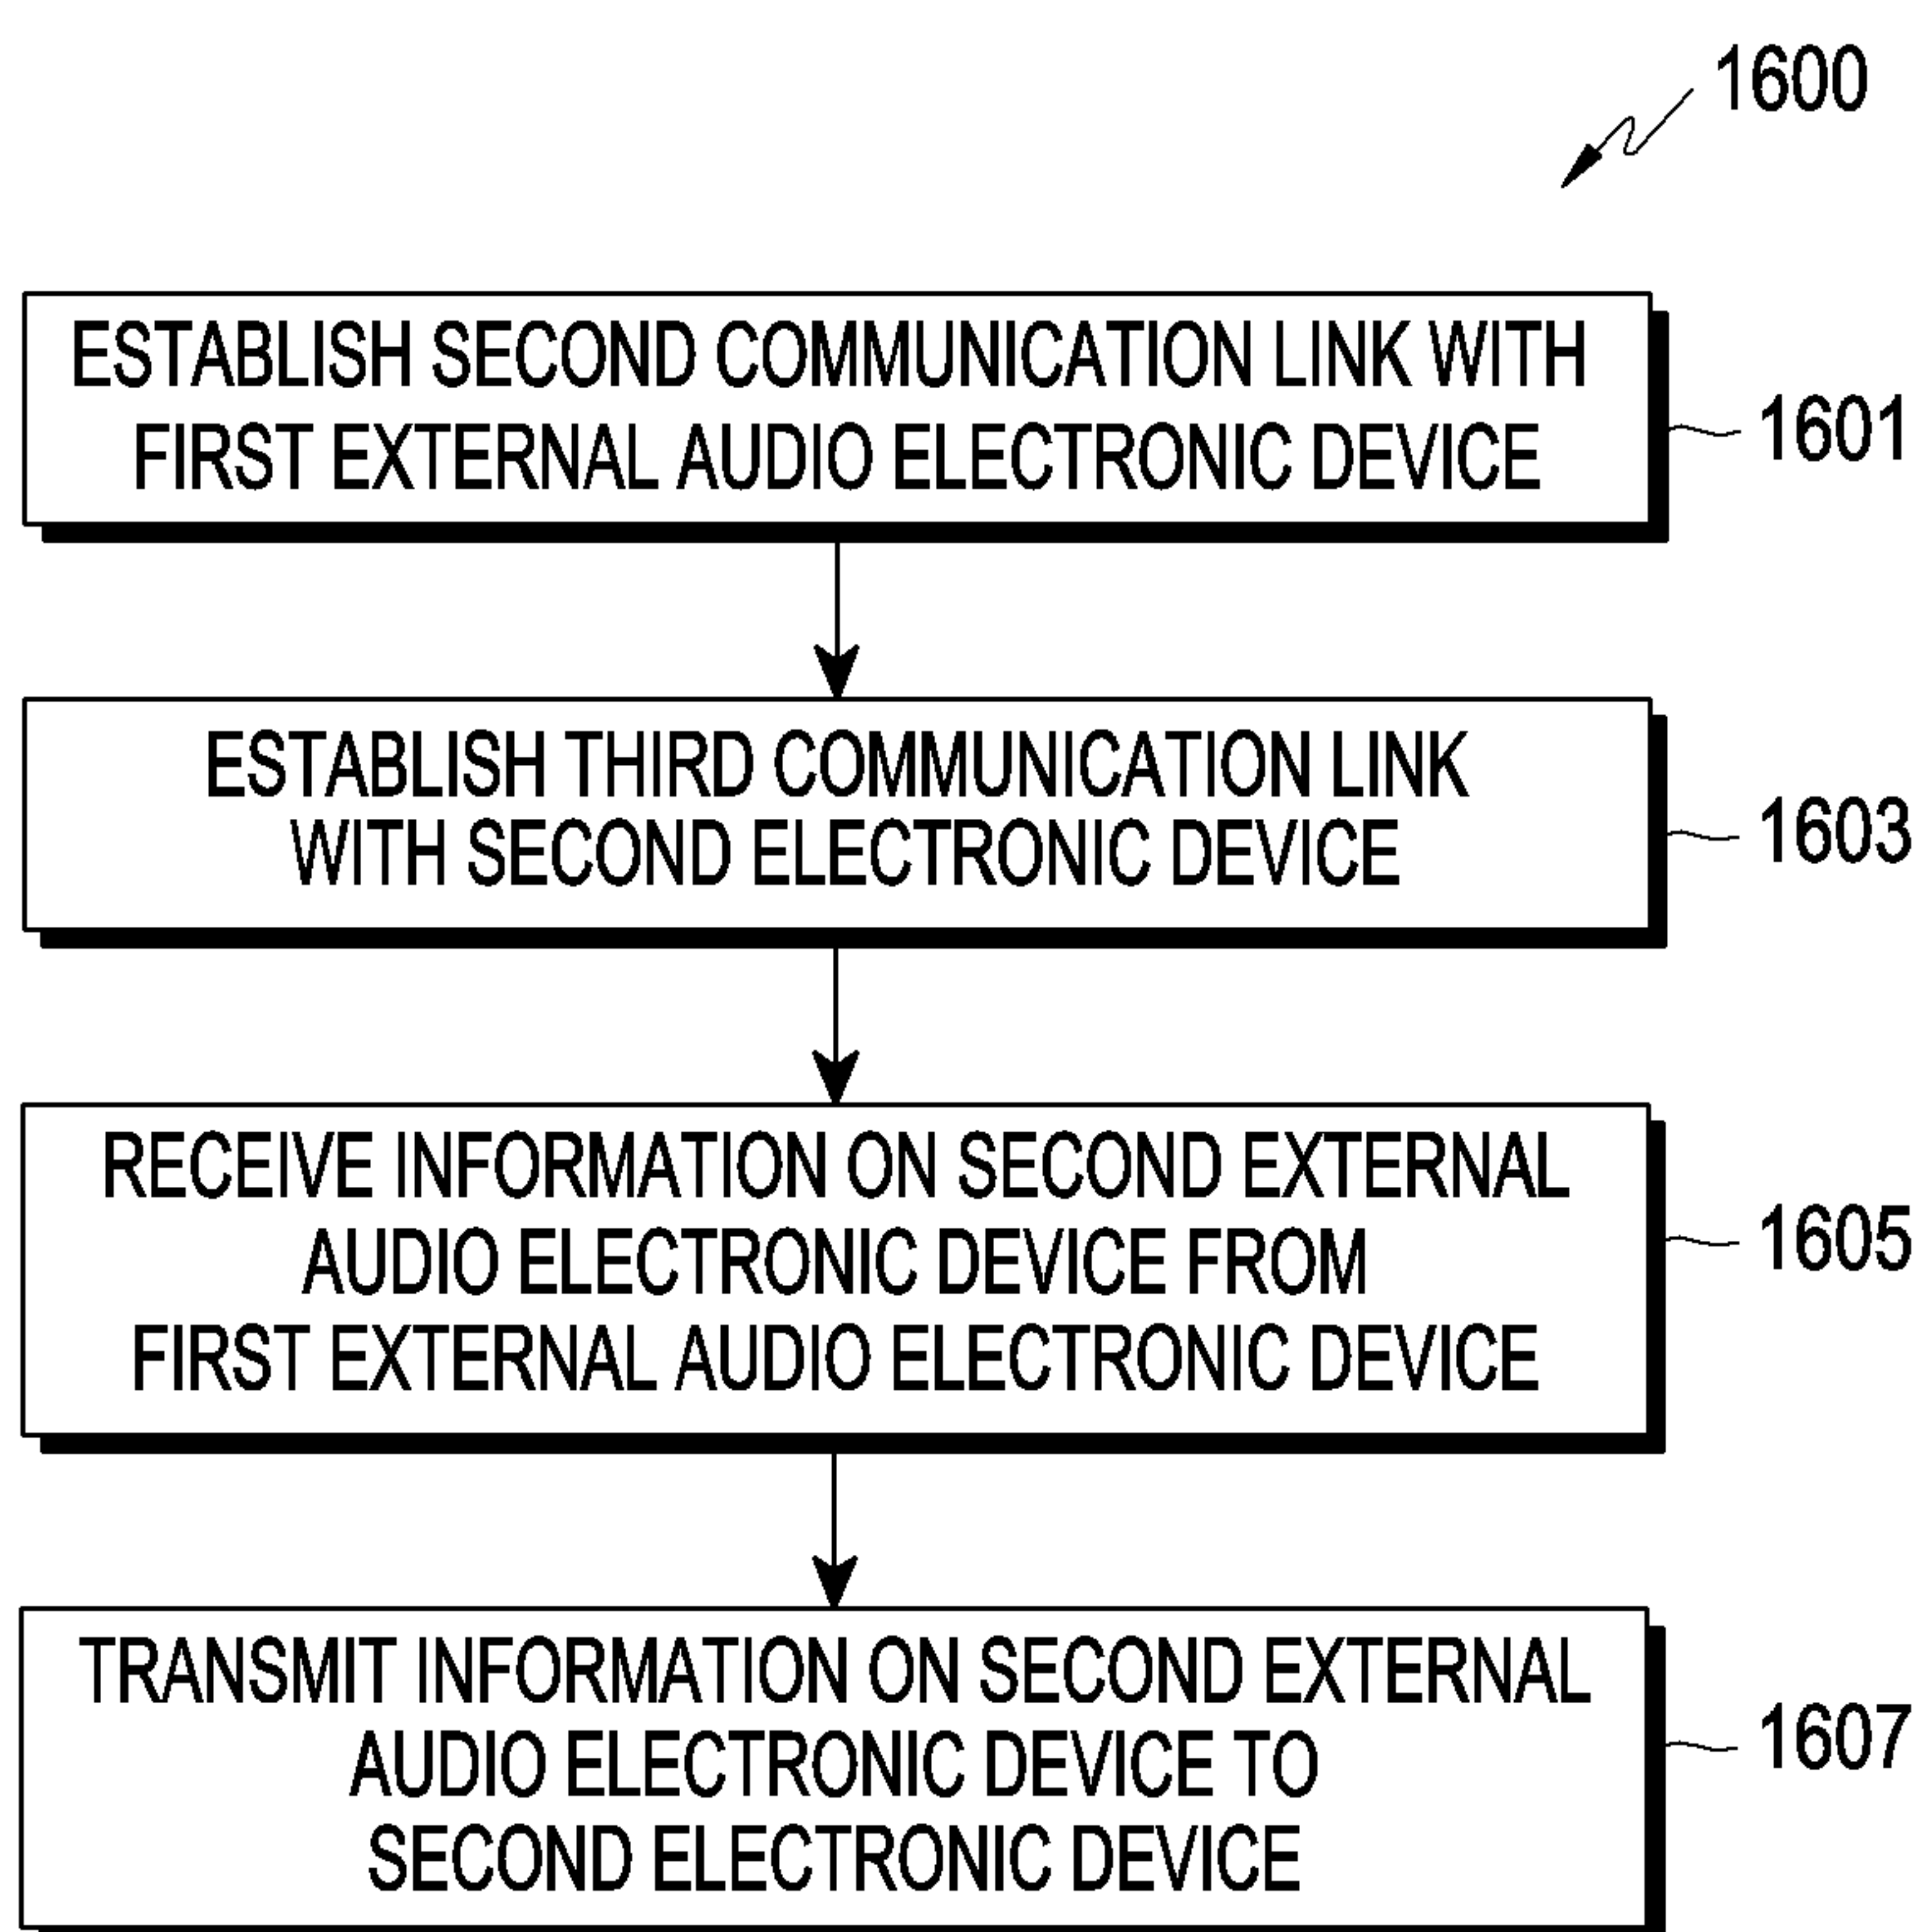 1600
ESTABLISH SECOND COMMUNICATION LINK WITH
FIRST EXTERNAL AUDIO ELECTRONIC DEVICE
1601
ESTABLISH THIRD COMMUNICATION LINK
WITH SECOND ELECTRONIC DEVICE
1603
RECEIVE INFORMATION ON SECOND EXTERNAL
AUDIO ELECTRONIC DEVICE FROM
FIRST EXTERNAL AUDIO ELECTRONIC DEVICE
1605
TRANSMIT INFORMATION ON SECOND EXTERNAL
AUDIO ELECTRONIC DEVICE TO
SECOND ELECTRONIC DEVICE
1607